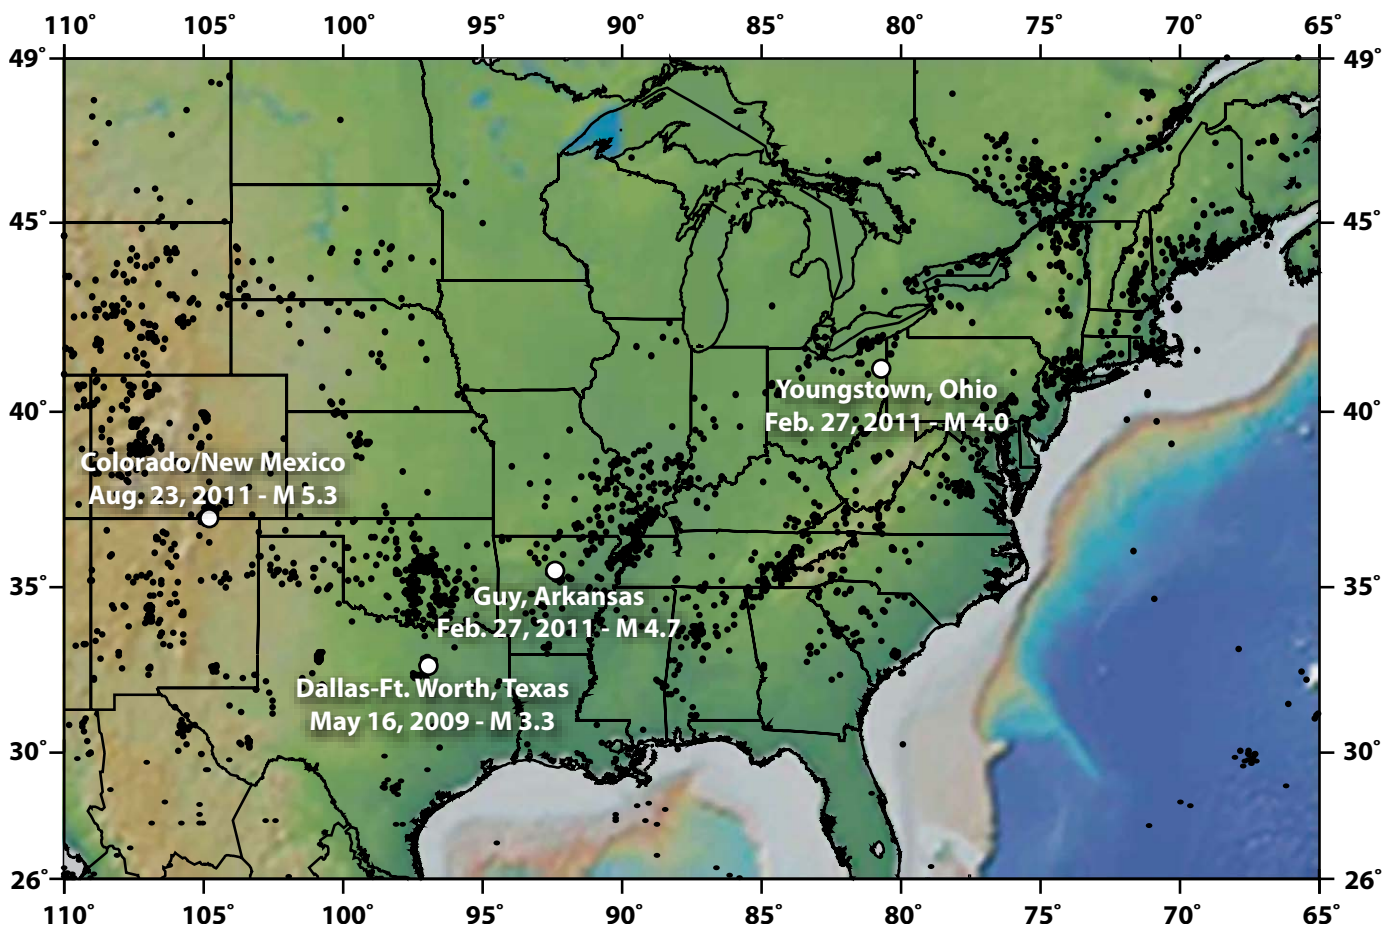 110˚ 105˚ 100˚ 95˚ 90˚ 85˚ 80˚ 75˚ 70˚ 65˚
49˚ 49˚
45˚ 45˚
Youngstown, Ohio
40˚ 40˚
Feb. 27, 2011 - M 4.0
Colorado/New Mexico
Aug. 23, 2011 - M 5.3
35˚ 35˚
Guy, Arkansas
Feb. 27, 2011 - M 4.7
Dallas-Ft. Worth, Texas
May 16, 2009 - M 3.3
30˚ 30˚
26˚ 26˚
110˚ 105˚ 100˚ 95˚ 90˚ 85˚ 80˚ 75˚ 70˚ 65˚